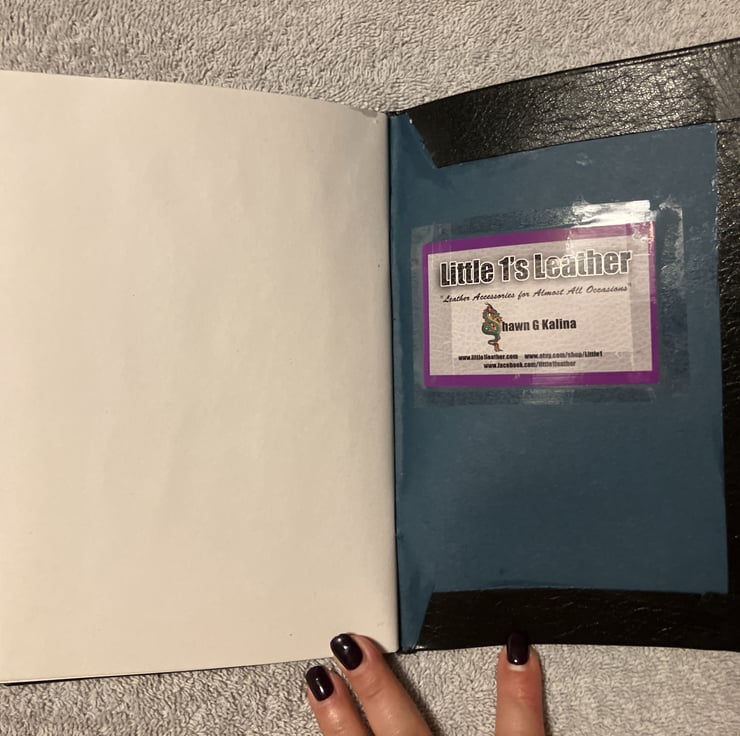 Little 1's Leather
"Leather Accessories for Almost All Occasions"
Shawn G Kalina
www.little1leather.com www.etsy.com/shop/Little1
www.facebook.com/little1leather